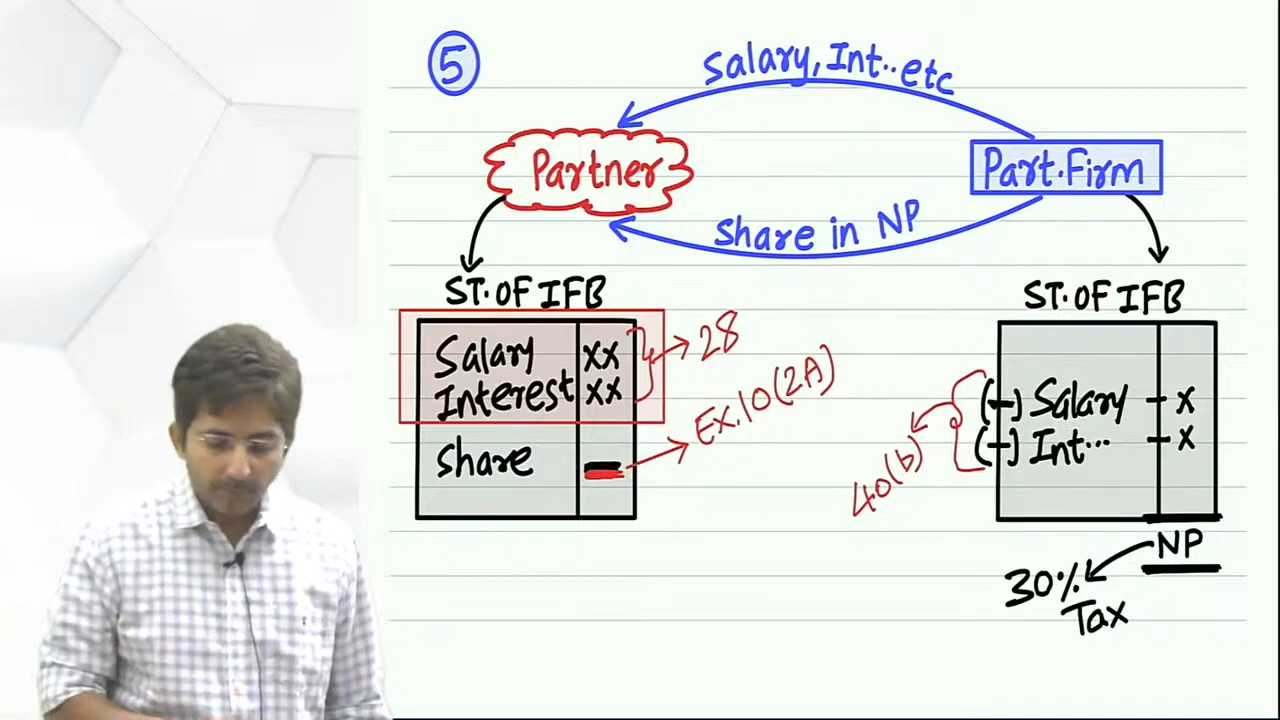 5
Salary, Int.. etc
Partner
Part.Firm
Share in NP
ST.OF IFB
Salary XX
Interest XX
Share
28
Ex.10(2A)
ST.OF IFB
(-) Salary - X
(-) Int... - X
40(b)
NP
30% Tax